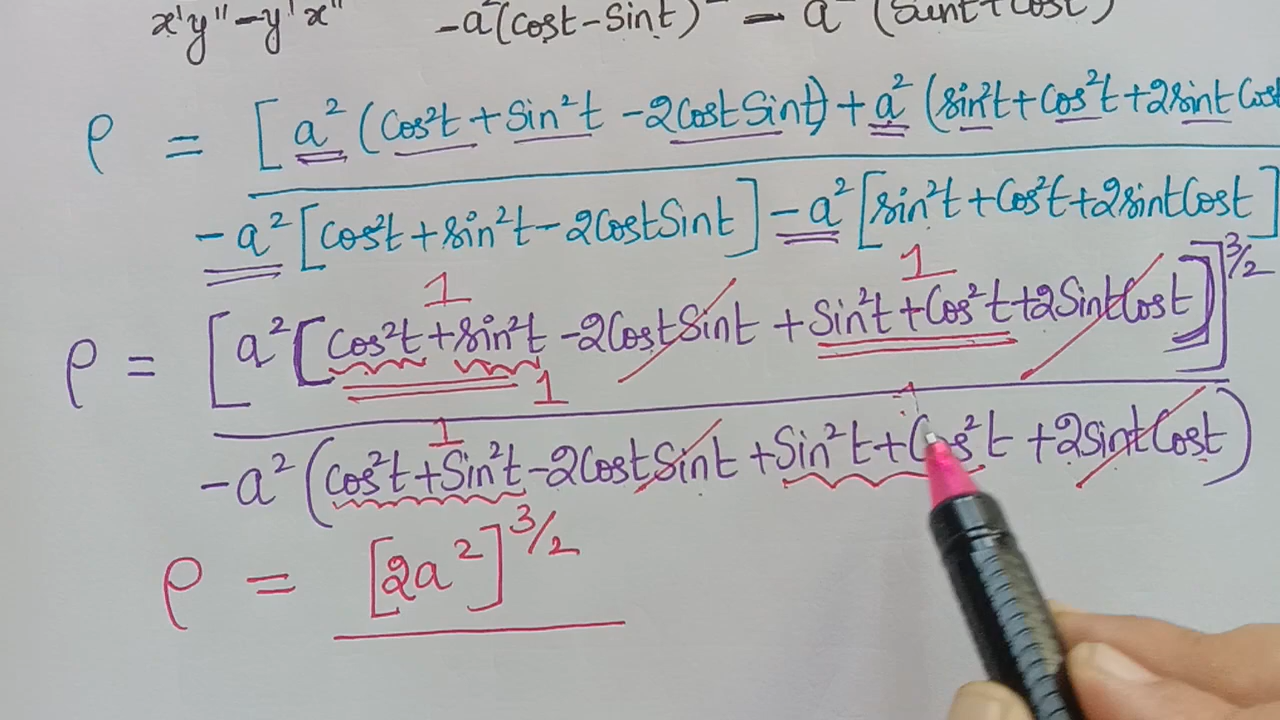 x'y" - y'x" -a²(Cost-Sint) - a (Sint+Cost)
ρ = [a²(Cos²t + Sin²t - 2CostSint) + a²(Sin²t + Cos²t + 2Sint Cos
-a²[Cos²t + Sin²t - 2CostSint] - a²[Sin²t + Cos²t + 2SintCost]
1 1
ρ = [a²[Cos²t + Sin²t - 2CostSint + Sin²t + Cos²t + 2SintCost]]^3/2
1
1 1
-a²(Cos²t + Sin²t - 2CostSint + Sin²t + Cos²t + 2SintCost)
ρ = [2a²]^3/2